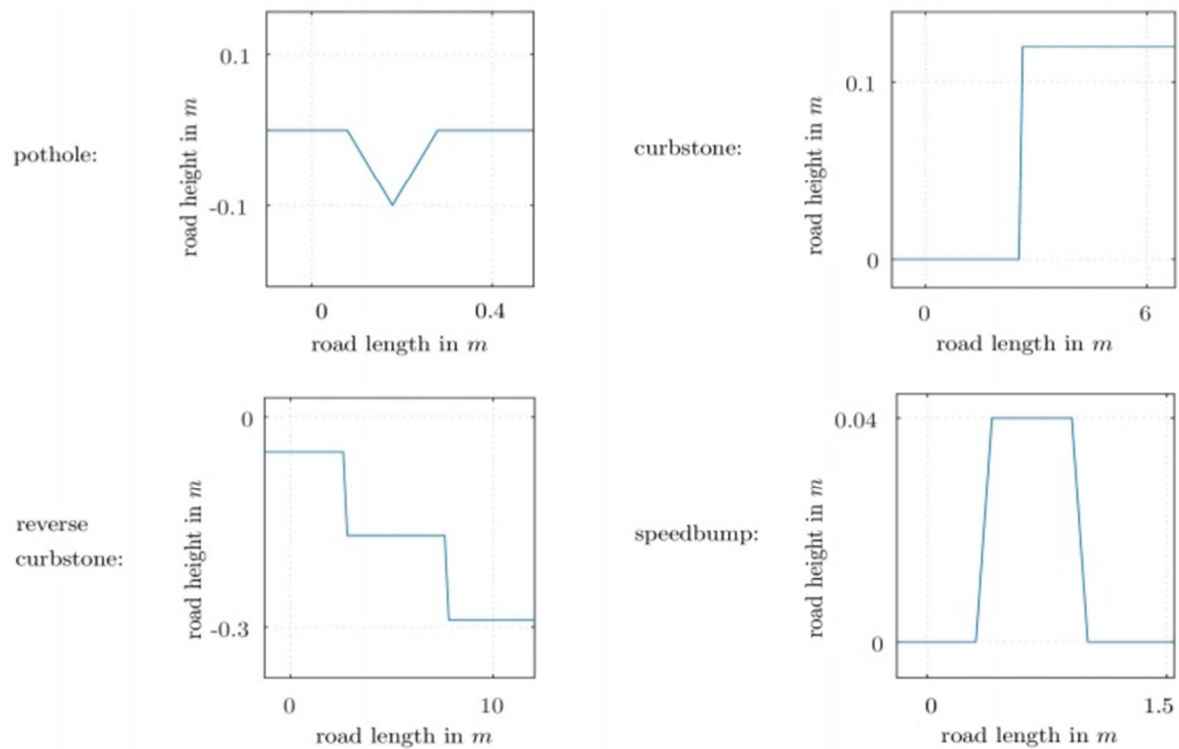 pothole:
road height in m
0.1
-0.1
0
0.4
road length in m
curbstone:
road height in m
0.1
0
0
6
road length in m
reverse
curbstone:
road height in m
0
-0.3
0
10
road length in m
speedbump:
road height in m
0.04
0
0
1.5
road length in m